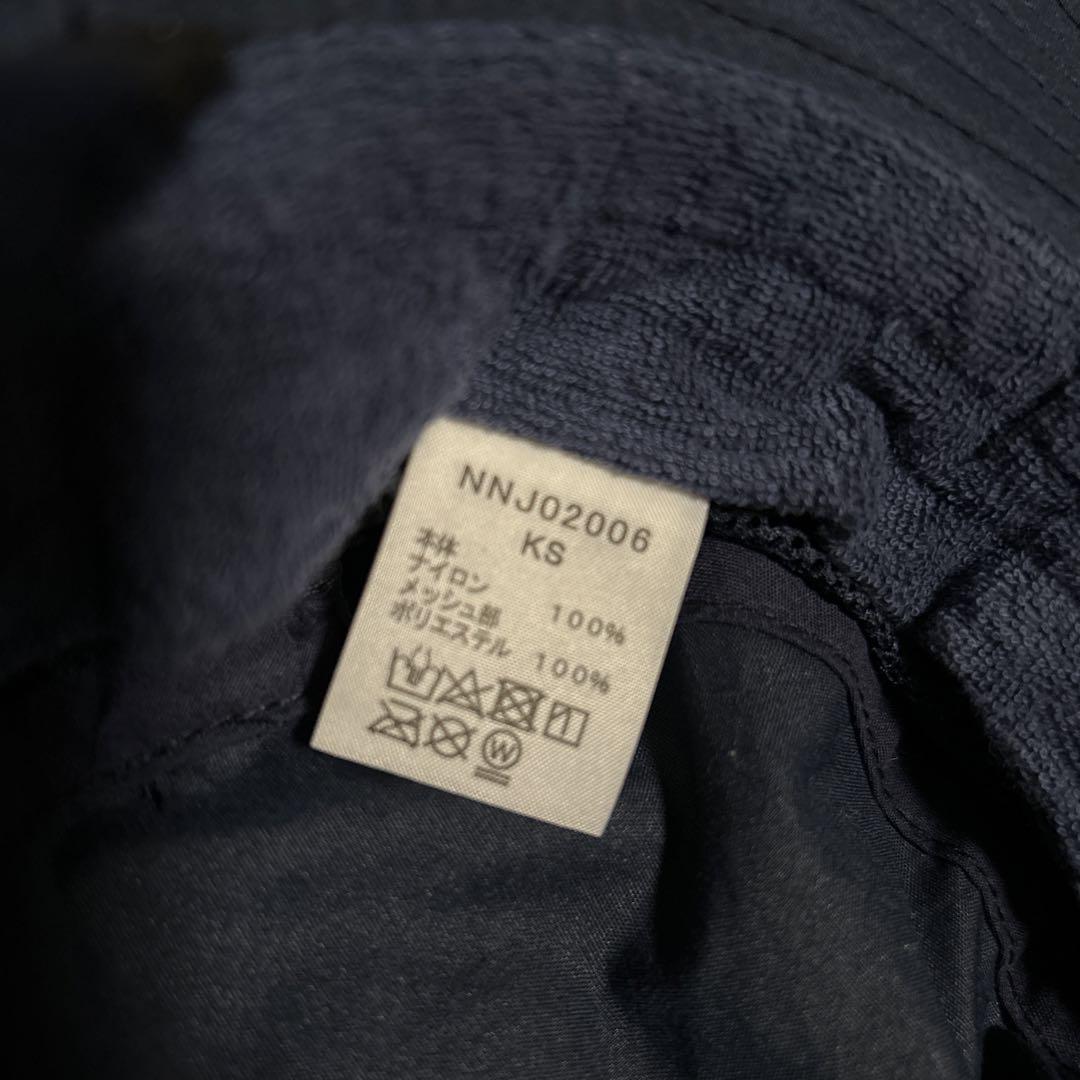 NNJ02006
KS
本体
ナイロン 100%
メッシュ部
ポリエステル 100%
W